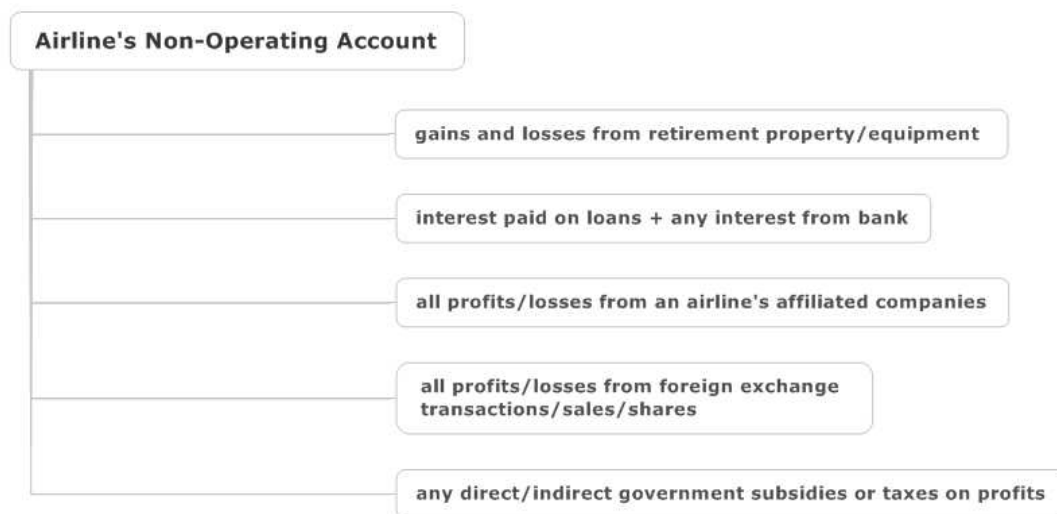 Airline's Non-Operating Account
gains and losses from retirement property/equipment
interest paid on loans + any interest from bank
all profits/losses from an airline's affiliated companies
all profits/losses from foreign exchange
transactions/sales/shares
any direct/indirect government subsidies or taxes on profits